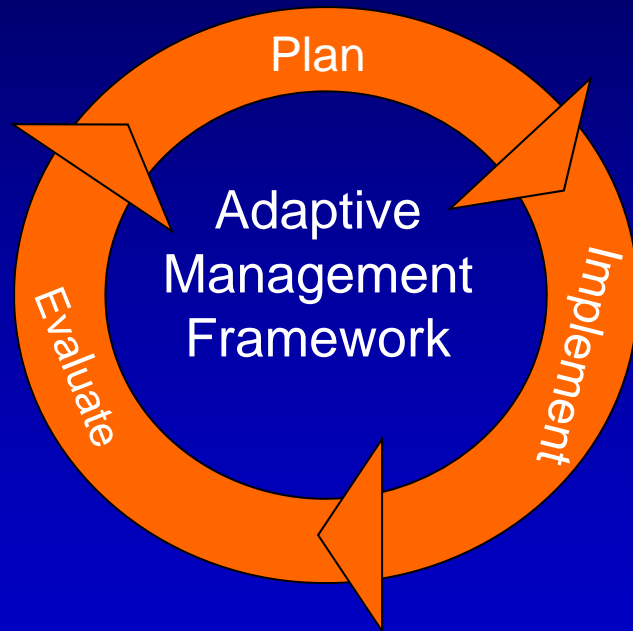 Plan
Adaptive
Management
Framework
Implement
Evaluate